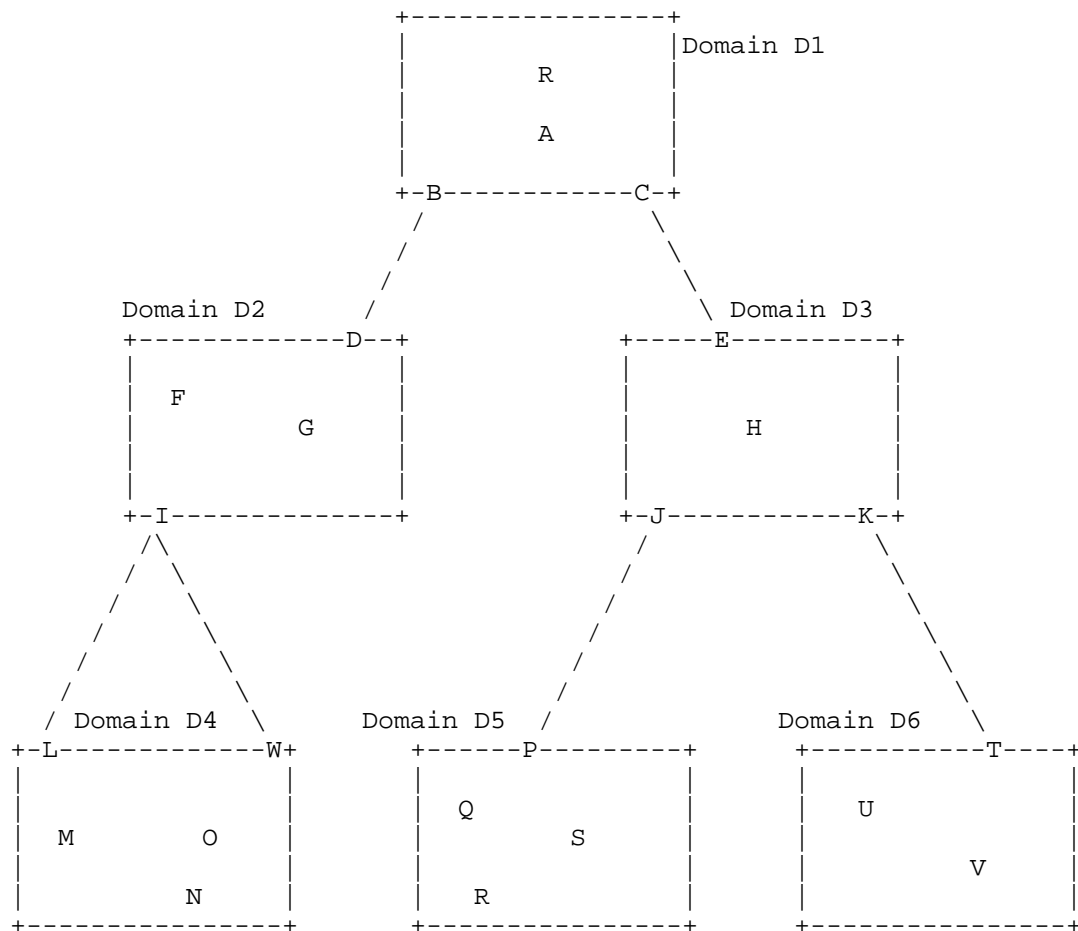 Domain D1
R
A
B C
Domain D2 Domain D3
D E
F
G H
I J K
Domain D4 Domain D5 Domain D6
L W P T
Q U
M O S
V
N R